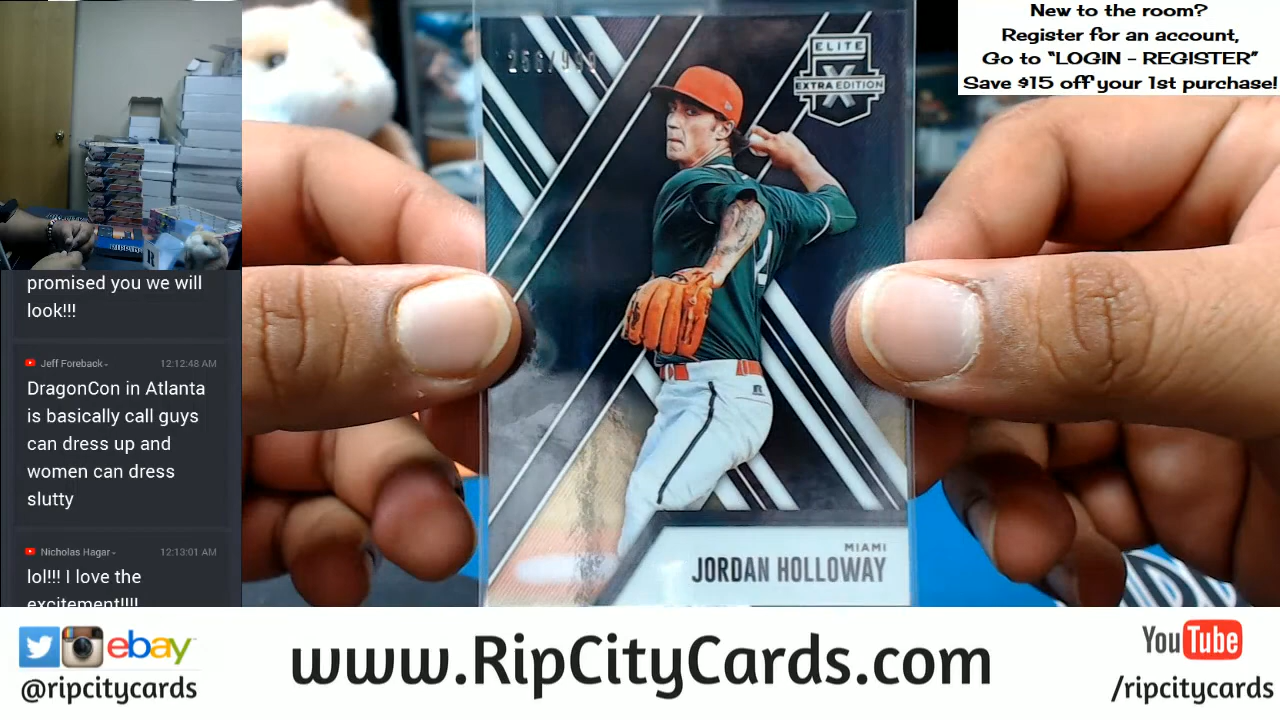 New to the room?
Register for an account,
Go to “LOGIN - REGISTER”
Save $15 off your 1st purchase!
ELITE
X
EXTRA EDITION
promised you we will
look!!!
Jeff Foreback
12:12:48 AM
DragonCon in Atlanta
is basically call guys
can dress up and
women can dress
slutty
Nicholas Hagar
12:13:01 AM
lol!!! I love the
excitement!!!!
MIAMI
JORDAN HOLLOWAY
ebay
@ripcitycards
www.RipCityCards.com
YouTube
/ripcitycards